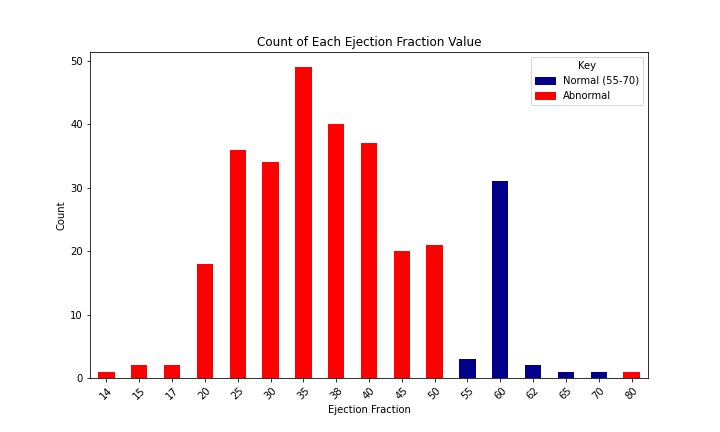 Count of Each Ejection Fraction Value
Key
Normal (55-70)
Abnormal
50
40
30
20
10
0
Count
14 15 17 20 25 30 35 38 40 45 50 55 60 62 65 70 80
Ejection Fraction